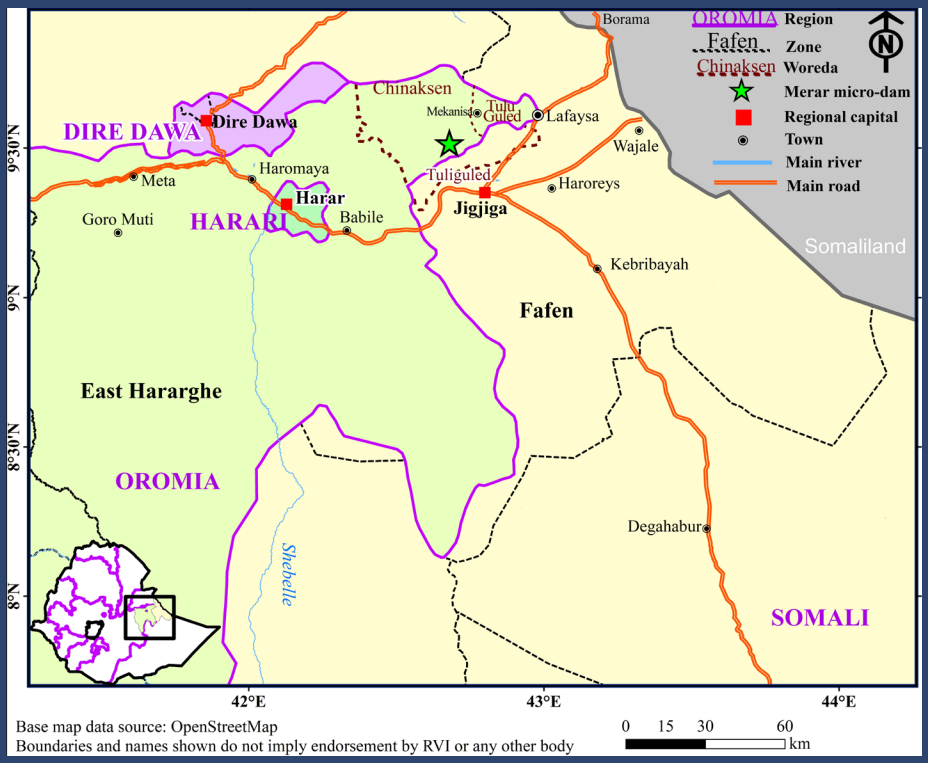 Borama
OROMIA Region
Fafen Zone
Chinaksen Woreda
Merar micro-dam
Regional capital
Town
Main river
Main road
N
Chinaksen
Mekanisa
Tulu
Guled
Lafaysa
DIRE DAWA
Dire Dawa
Wajale
9°30'N
Haromaya
Meta
Tuliguled
Haroreys
Harar
Jigjiga
Goro Muti
HARARI
Babile
Somaliland
Kebribayah
9°N
Fafen
East Hararghe
8°30'N
OROMIA
Degahabur
Shebelle
8°N
SOMALI
42°E
43°E
44°E
Base map data source: OpenStreetMap
Boundaries and names shown do not imply endorsement by RVI or any other body
0 15 30 60
km